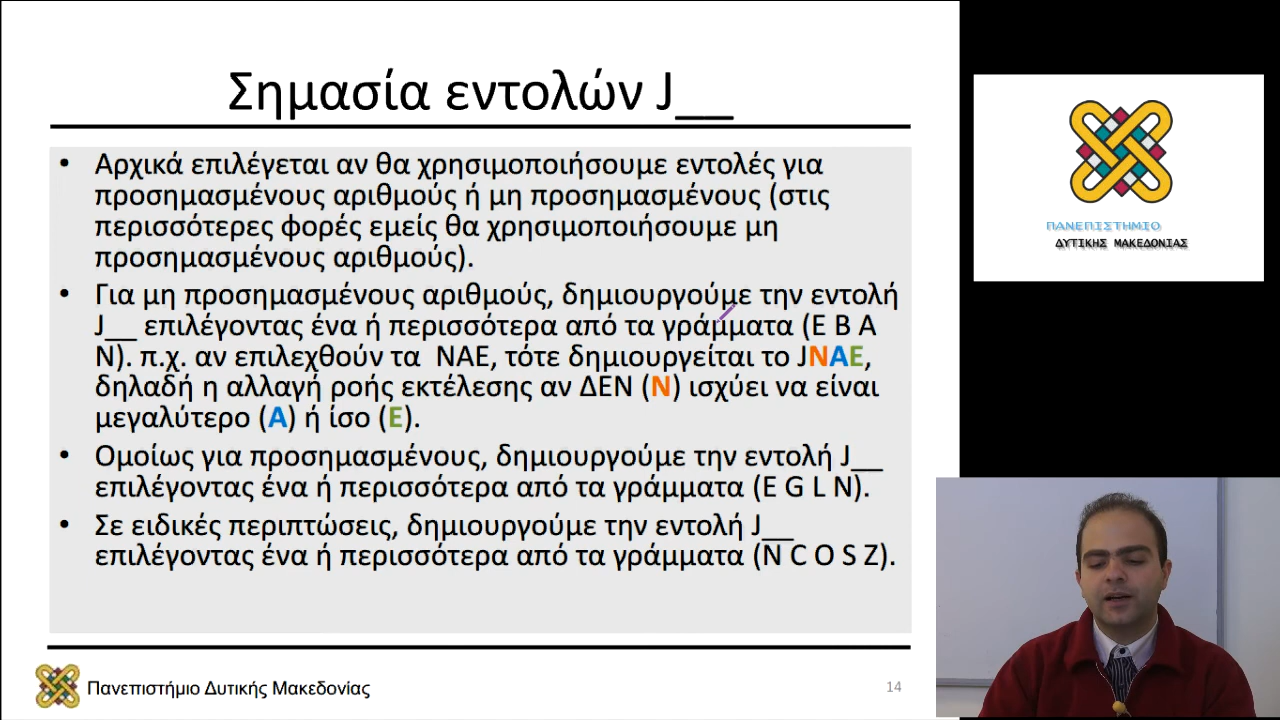 Σημασία εντολών J__
• Αρχικά επιλέγεται αν θα χρησιμοποιήσουμε εντολές για
προσημασμένους αριθμούς ή μη προσημασμένους (στις
περισσότερες φορές εμείς θα χρησιμοποιήσουμε μη
προσημασμένους αριθμούς).
• Για μη προσημασμένους αριθμούς, δημιουργούμε την εντολή
J__ επιλέγοντας ένα ή περισσότερα από τα γράμματα (E B A
N). π.χ. αν επιλεχθούν τα NAE, τότε δημιουργείται το JNAE,
δηλαδή η αλλαγή ροής εκτέλεσης αν ΔΕΝ (N) ισχύει να είναι
μεγαλύτερο (A) ή ίσο (E).
• Ομοίως για προσημασμένους, δημιουργούμε την εντολή J__
επιλέγοντας ένα ή περισσότερα από τα γράμματα (E G L N).
• Σε ειδικές περιπτώσεις, δημιουργούμε την εντολή J__
επιλέγοντας ένα ή περισσότερα από τα γράμματα (N C O S Z).
Πανεπιστήμιο Δυτικής Μακεδονίας
14
ΠΑΝΕΠΙΣΤΗΜΙΟ
ΔΥΤΙΚΗΣ ΜΑΚΕΔΟΝΙΑΣ